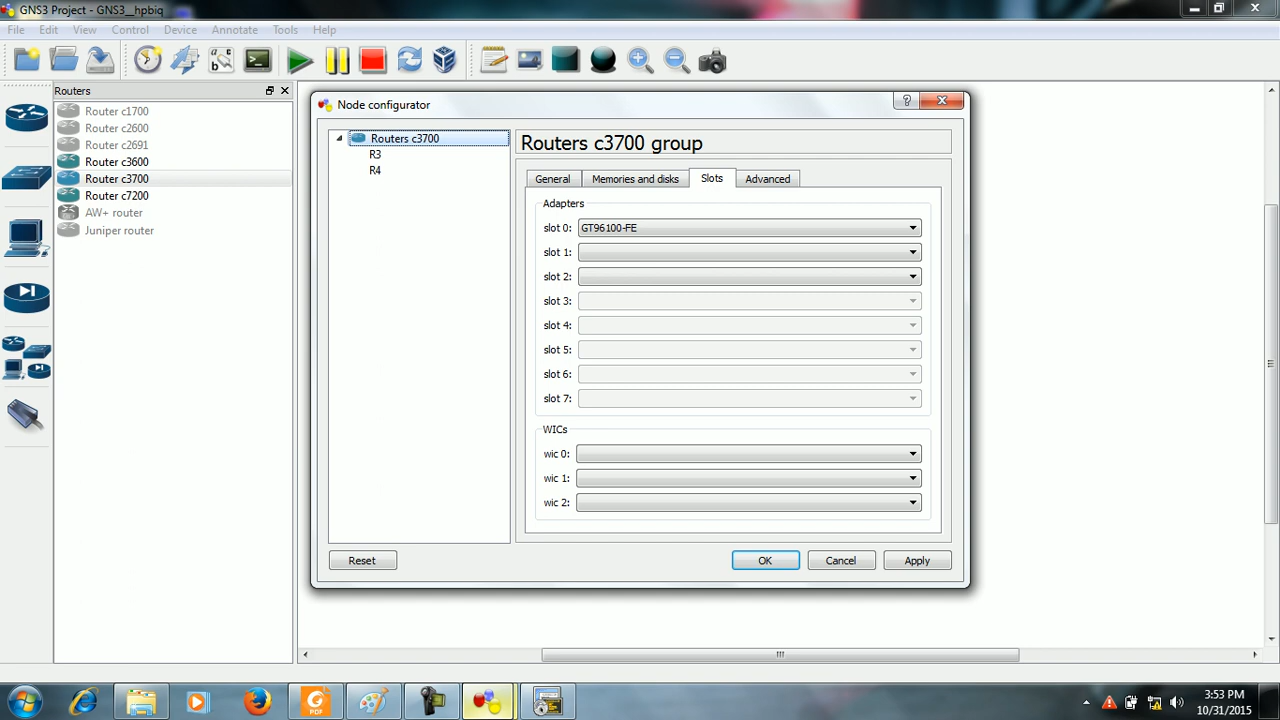 GNS3 Project - GNS3__hpbiq
File Edit View Control Device Annotate Tools Help
Routers
Router c1700
Router c2600
Router c2691
Router c3600
Router c3700
Router c7200
AW+ router
Juniper router
Node configurator
Routers c3700
R3
R4
Routers c3700 group
General Memories and disks Slots Advanced
Adapters
slot 0: GT96100-FE
slot 1:
slot 2:
slot 3:
slot 4:
slot 5:
slot 6:
slot 7:
WICs
wic 0:
wic 1:
wic 2:
Reset OK Cancel Apply
PDF
3:53 PM
10/31/2015